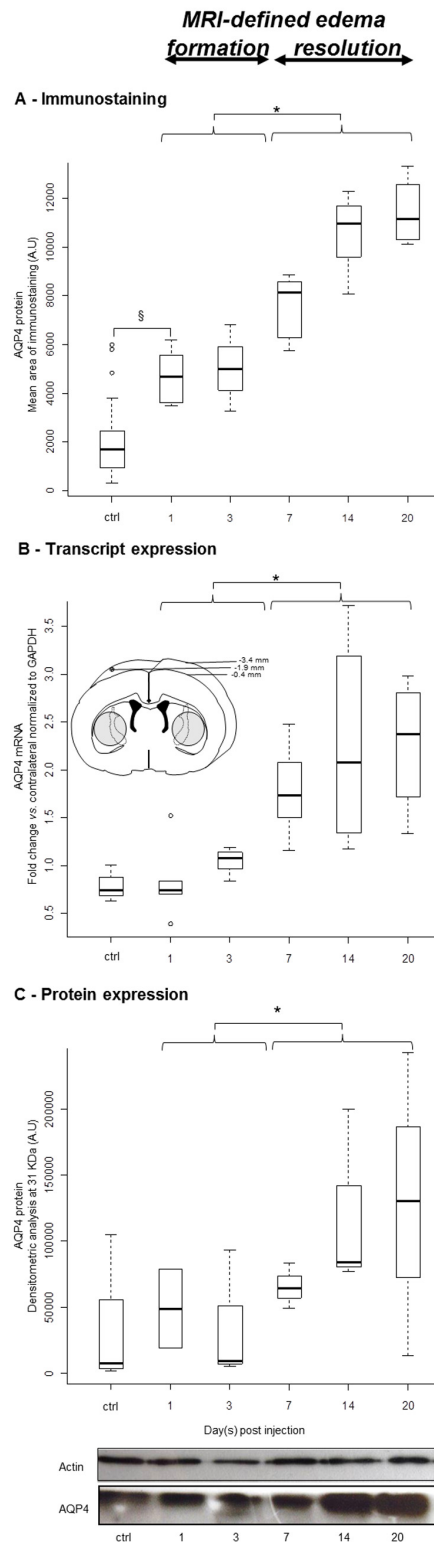 MRI-defined edema
formation resolution
A - Immunostaining
*
AQP4 protein
Mean area of immunostaining (A.U)
12000
10000
8000
6000
4000
2000
0
§
ctrl 1 3 7 14 20
B - Transcript expression
*
AQP4 mRNA
Fold change vs. contralateral normalized to GAPDH
3.5
3.0
2.5
2.0
1.5
1.0
0.5
-3.4 mm
-1.9 mm
-0.4 mm
ctrl 1 3 7 14 20
C - Protein expression
*
AQP4 protein
Densitometric analysis at 31 KDa (A.U)
200000
150000
100000
50000
0
ctrl 1 3 7 14 20
Day(s) post injection
Actin
AQP4
ctrl 1 3 7 14 20